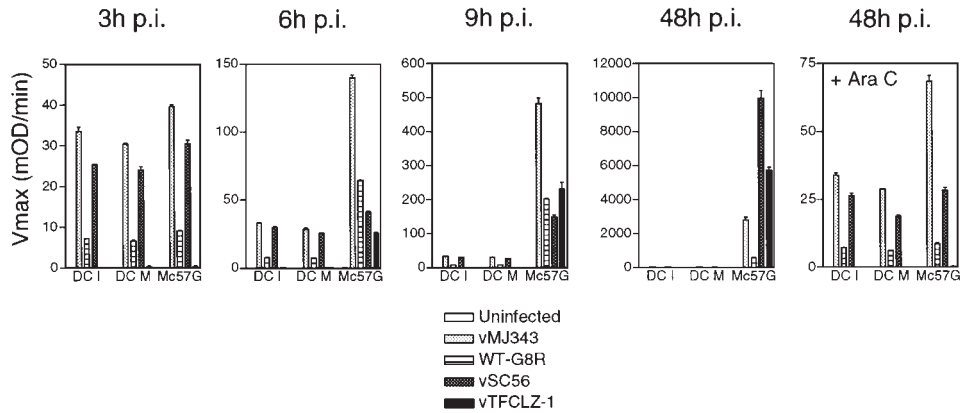 3h p.i. 6h p.i. 9h p.i. 48h p.i. 48h p.i.
Vmax (mOD/min)
50
40
30
20
10
0
DC I DC M Mc57G
150
100
50
0
DC I DC M Mc57G
600
500
400
300
200
100
0
DC I DC M Mc57G
12000
10000
8000
6000
4000
2000
0
DC I DC M Mc57G
75
50
25
0
+ Ara C
DC I DC M Mc57G
Uninfected
vMJ343
WT-G8R
vSC56
vTFCLZ-1